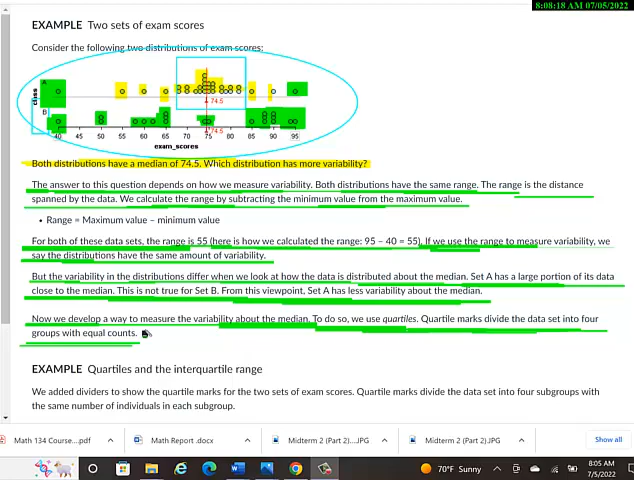 8:08:18 AM 07/05/2022
EXAMPLE Two sets of exam scores
Consider the following two distributions of exam scores:
A
74.5
class
B
74.5
40 45 50 55 60 65 70 75 80 85 90 95
exam_scores
Both distributions have a median of 74.5. Which distribution has more variability?
The answer to this question depends on how we measure variability. Both distributions have the same range. The range is the distance
spanned by the data. We calculate the range by subtracting the minimum value from the maximum value.
• Range = Maximum value – minimum value
For both of these data sets, the range is 55 (here is how we calculated the range: 95 – 40 = 55). If we use the range to measure variability, we
say the distributions have the same amount of variability.
But the variability in the distributions differ when we look at how the data is distributed about the median. Set A has a large portion of its data
close to the median. This is not true for Set B. From this viewpoint, Set A has less variability about the median.
Now we develop a way to measure the variability about the median. To do so, we use quartiles. Quartile marks divide the data set into four
groups with equal counts.
EXAMPLE Quartiles and the interquartile range
We added dividers to show the quartile marks for the two sets of exam scores. Quartile marks divide the data set into four subgroups with
the same number of individuals in each subgroup.
Math 134 Course....pdf
Math Report .docx
Midterm 2 (Part 2)....JPG
Midterm 2 (Part 2).JPG
Show all
70°F Sunny
8:05 AM
7/5/2022